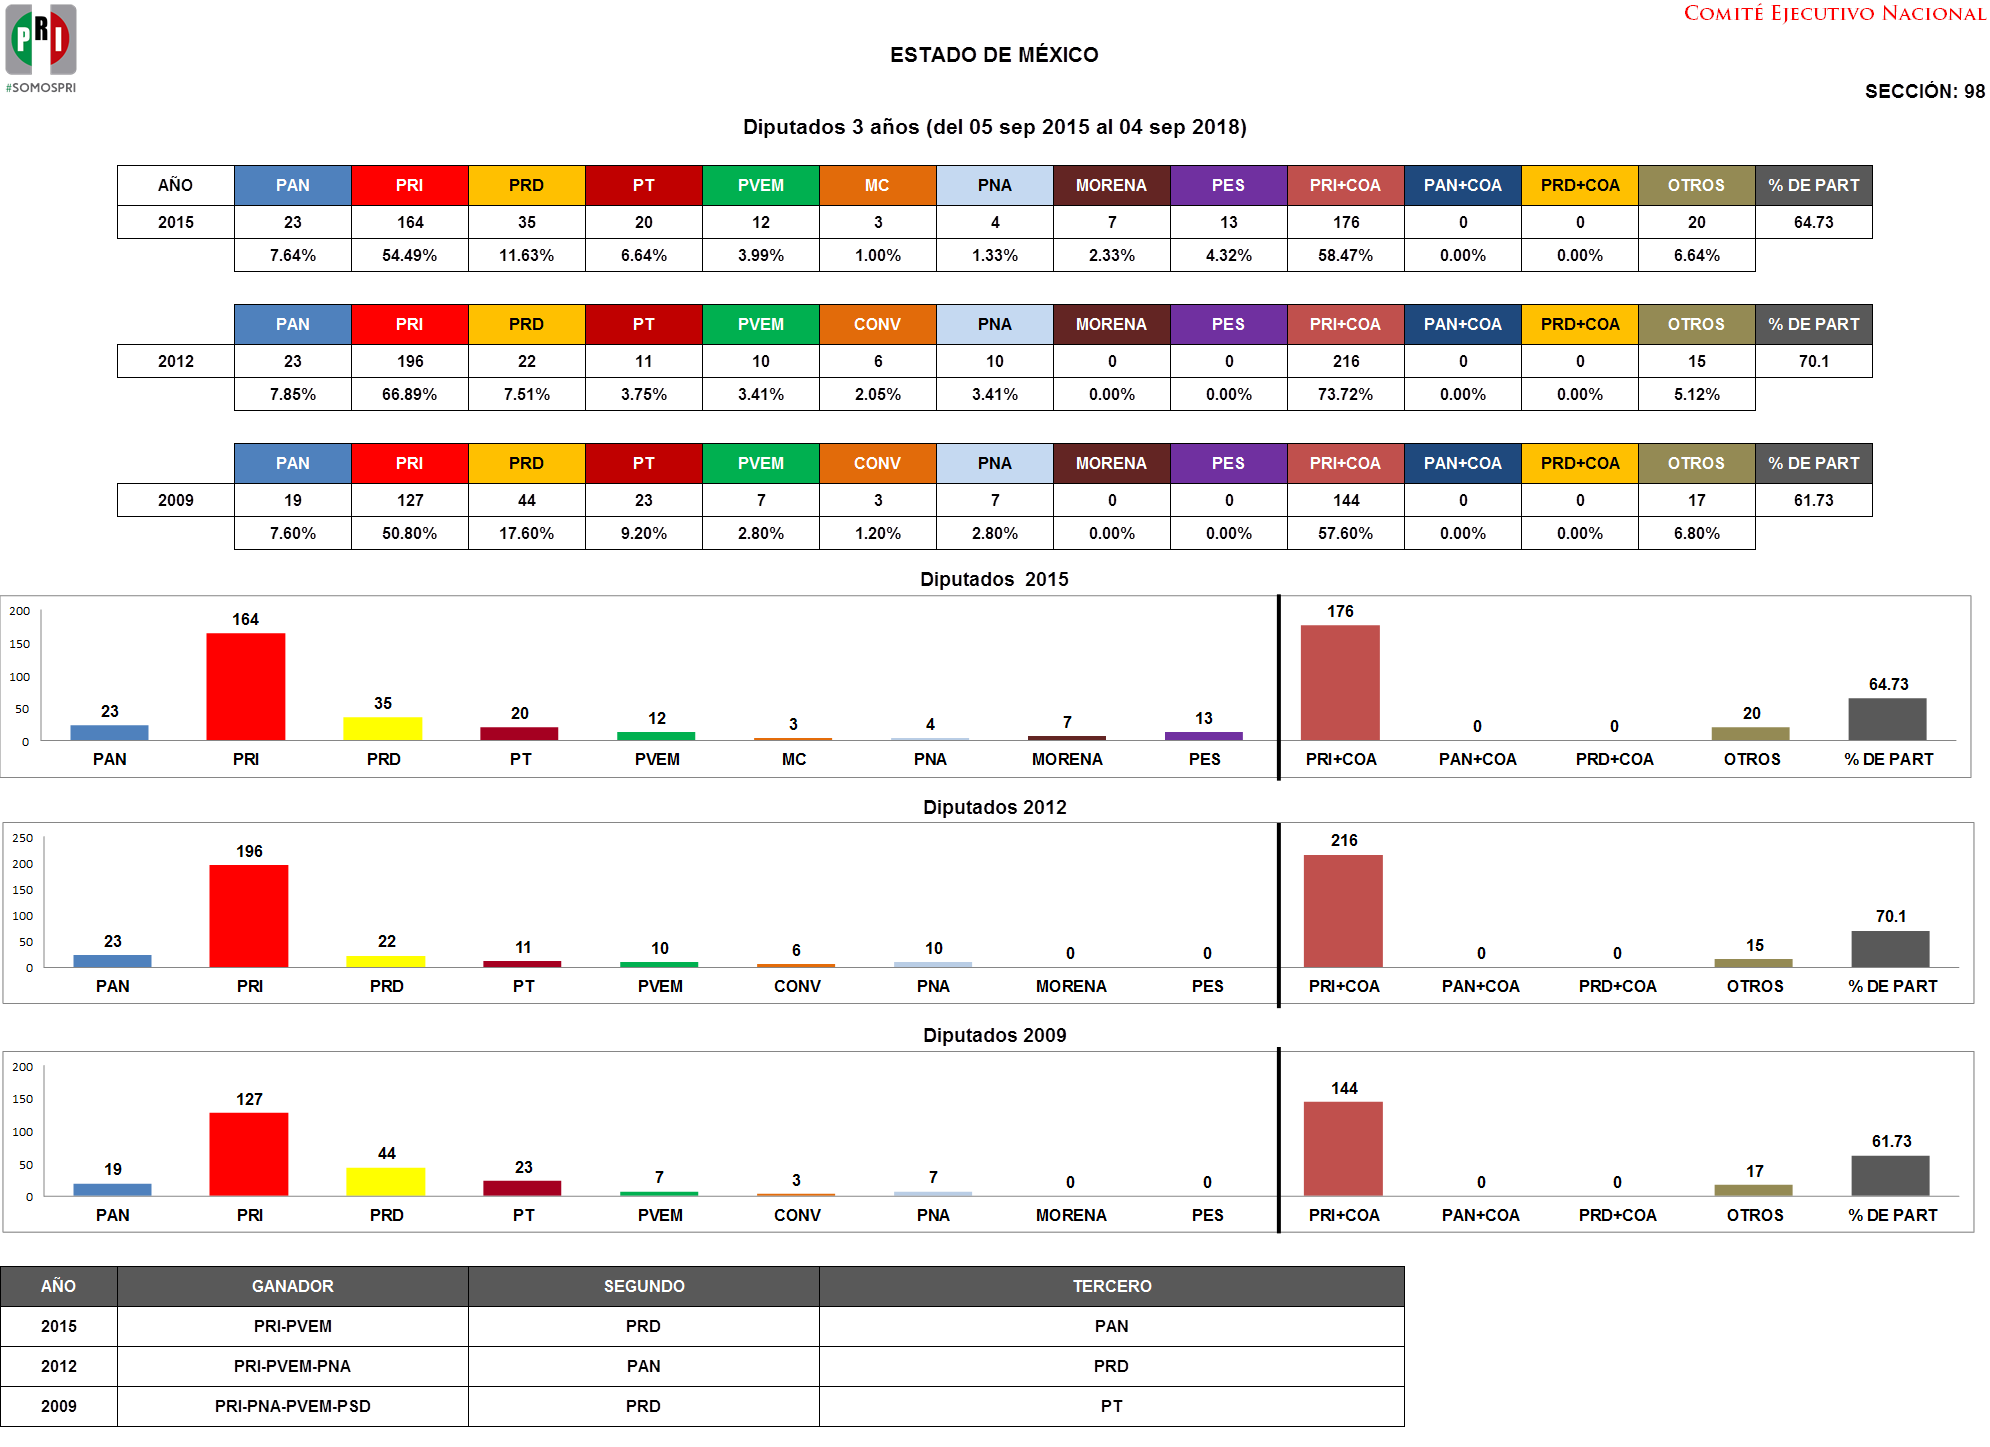 PRI
#SOMOSPRI
COMITÉ EJECUTIVO NACIONAL
ESTADO DE MÉXICO
SECCIÓN: 98
Diputados 3 años (del 05 sep 2015 al 04 sep 2018)
AÑO PAN PRI PRD PT PVEM MC PNA MORENA PES PRI+COA PAN+COA PRD+COA OTROS % DE PART
2015 23 164 35 20 12 3 4 7 13 176 0 0 20 64.73
7.64% 54.49% 11.63% 6.64% 3.99% 1.00% 1.33% 2.33% 4.32% 58.47% 0.00% 0.00% 6.64%
PAN PRI PRD PT PVEM CONV PNA MORENA PES PRI+COA PAN+COA PRD+COA OTROS % DE PART
2012 23 196 22 11 10 6 10 0 0 216 0 0 15 70.1
7.85% 66.89% 7.51% 3.75% 3.41% 2.05% 3.41% 0.00% 0.00% 73.72% 0.00% 0.00% 5.12%
PAN PRI PRD PT PVEM CONV PNA MORENA PES PRI+COA PAN+COA PRD+COA OTROS % DE PART
2009 19 127 44 23 7 3 7 0 0 144 0 0 17 61.73
7.60% 50.80% 17.60% 9.20% 2.80% 1.20% 2.80% 0.00% 0.00% 57.60% 0.00% 0.00% 6.80%
Diputados 2015
200
150
100
50
0
23 164 35 20 12 3 4 7 13 176 0 0 20 64.73
PAN PRI PRD PT PVEM MC PNA MORENA PES PRI+COA PAN+COA PRD+COA OTROS % DE PART
Diputados 2012
250
200
150
100
50
0
23 196 22 11 10 6 10 0 0 216 0 0 15 70.1
PAN PRI PRD PT PVEM CONV PNA MORENA PES PRI+COA PAN+COA PRD+COA OTROS % DE PART
Diputados 2009
200
150
100
50
0
19 127 44 23 7 3 7 0 0 144 0 0 17 61.73
PAN PRI PRD PT PVEM CONV PNA MORENA PES PRI+COA PAN+COA PRD+COA OTROS % DE PART
AÑO GANADOR SEGUNDO TERCERO
2015 PRI-PVEM PRD PAN
2012 PRI-PVEM-PNA PAN PRD
2009 PRI-PNA-PVEM-PSD PRD PT